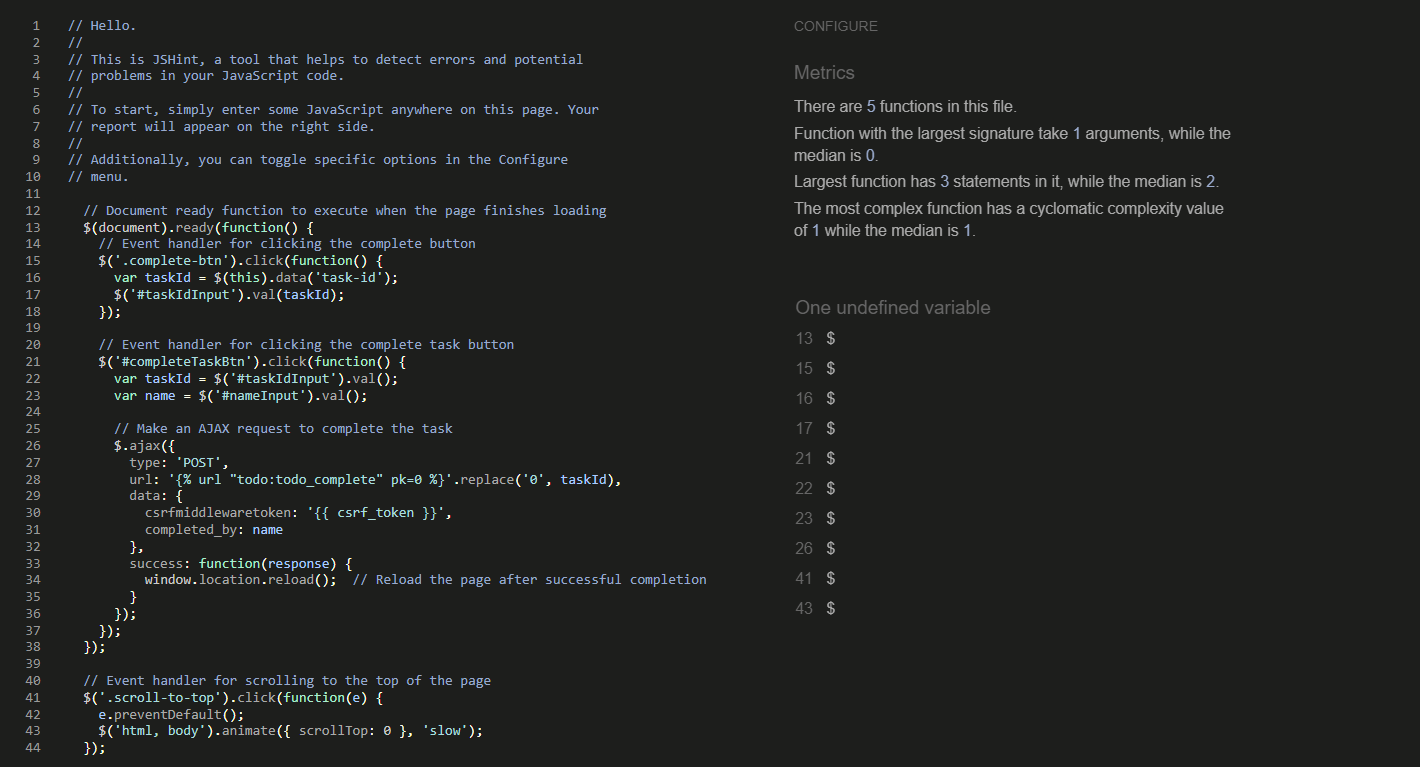 1 // Hello.
2 //
3 // This is JSHint, a tool that helps to detect errors and potential
4 // problems in your JavaScript code.
5 //
6 // To start, simply enter some JavaScript anywhere on this page. Your
7 // report will appear on the right side.
8 //
9 // Additionally, you can toggle specific options in the Configure
10 // menu.
11
12 // Document ready function to execute when the page finishes loading
13 $(document).ready(function() {
14 // Event handler for clicking the complete button
15 $('.complete-btn').click(function() {
16 var taskId = $(this).data('task-id');
17 $('#taskIdInput').val(taskId);
18 });
19
20 // Event handler for clicking the complete task button
21 $('#completeTaskBtn').click(function() {
22 var taskId = $('#taskIdInput').val();
23 var name = $('#nameInput').val();
24
25 // Make an AJAX request to complete the task
26 $.ajax({
27 type: 'POST',
28 url: '{% url "todo:todo_complete" pk=0 %}'.replace('0', taskId),
29 data: {
30 csrfmiddlewaretoken: '{{ csrf_token }}',
31 completed_by: name
32 },
33 success: function(response) {
34 window.location.reload(); // Reload the page after successful completion
35 }
36 });
37 });
38 });
39
40 // Event handler for scrolling to the top of the page
41 $('.scroll-to-top').click(function(e) {
42 e.preventDefault();
43 $('html, body').animate({ scrollTop: 0 }, 'slow');
44 });
CONFIGURE
Metrics
There are 5 functions in this file.
Function with the largest signature take 1 arguments, while the
median is 0.
Largest function has 3 statements in it, while the median is 2.
The most complex function has a cyclomatic complexity value
of 1 while the median is 1.
One undefined variable
13 $
15 $
16 $
17 $
21 $
22 $
23 $
26 $
41 $
43 $